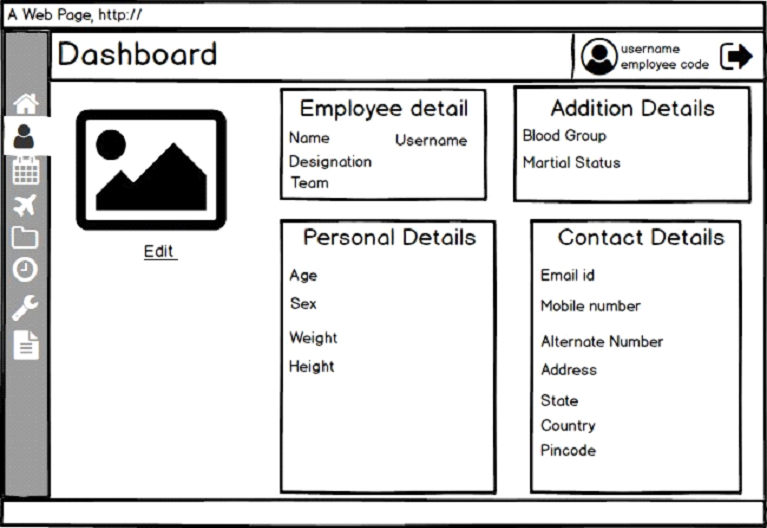 A Web Page, http://
Dashboard
username
employee code
Edit
Employee detail
Name Username
Designation
Team
Addition Details
Blood Group
Martial Status
Personal Details
Age
Sex
Weight
Height
Contact Details
Email id
Mobile number
Alternate Number
Address
State
Country
Pincode